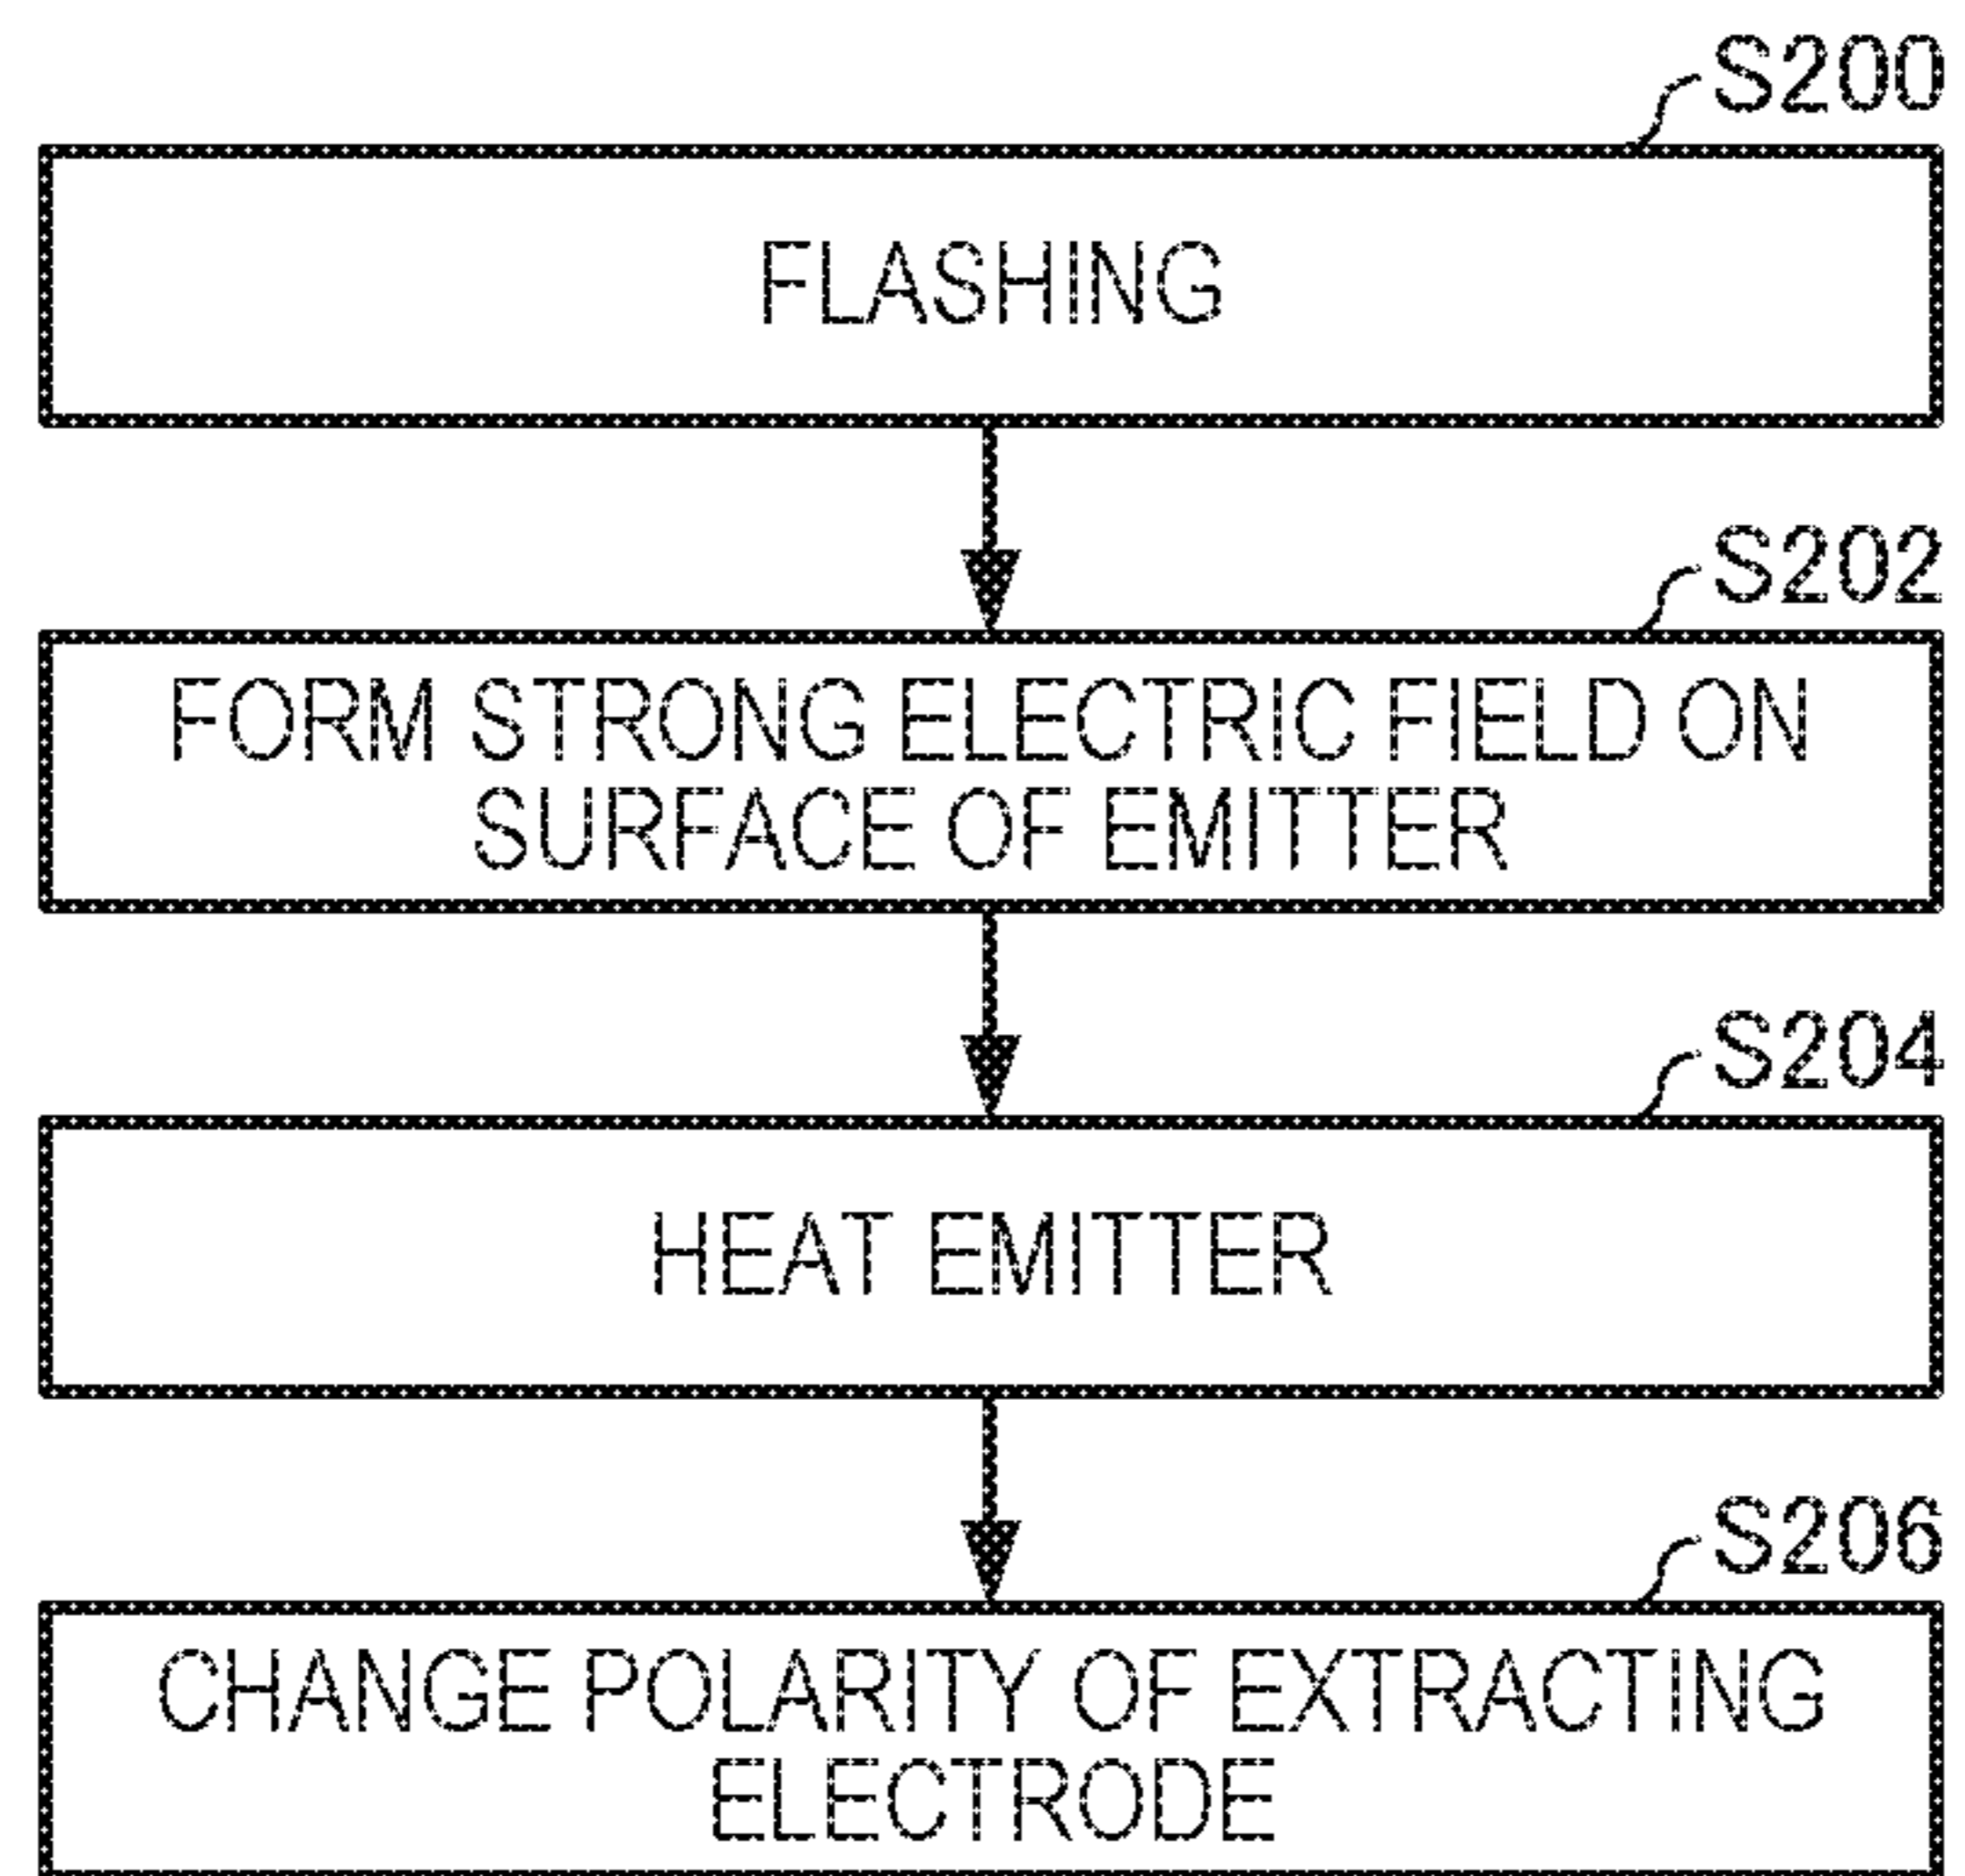 S200
FLASHING
S202
FORM STRONG ELECTRIC FIELD ON
SURFACE OF EMITTER
S204
HEAT EMITTER
S206
CHANGE POLARITY OF EXTRACTING
ELECTRODE